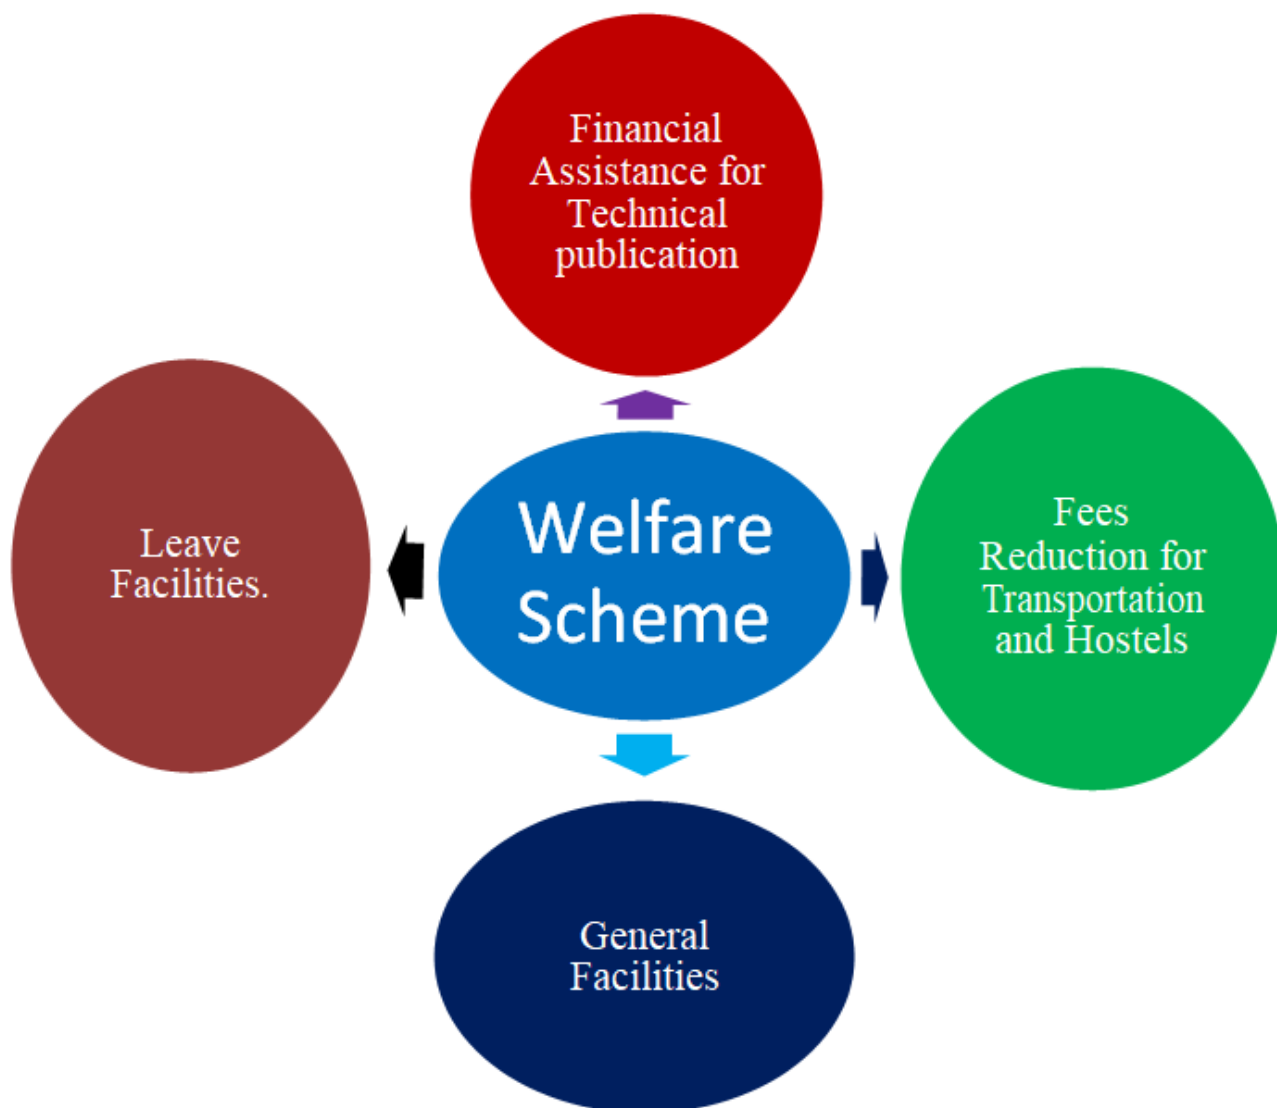 Financial
Assistance for
Technical
publication
Leave
Facilities.
Welfare
Scheme
Fees
Reduction for
Transportation
and Hostels
General
Facilities